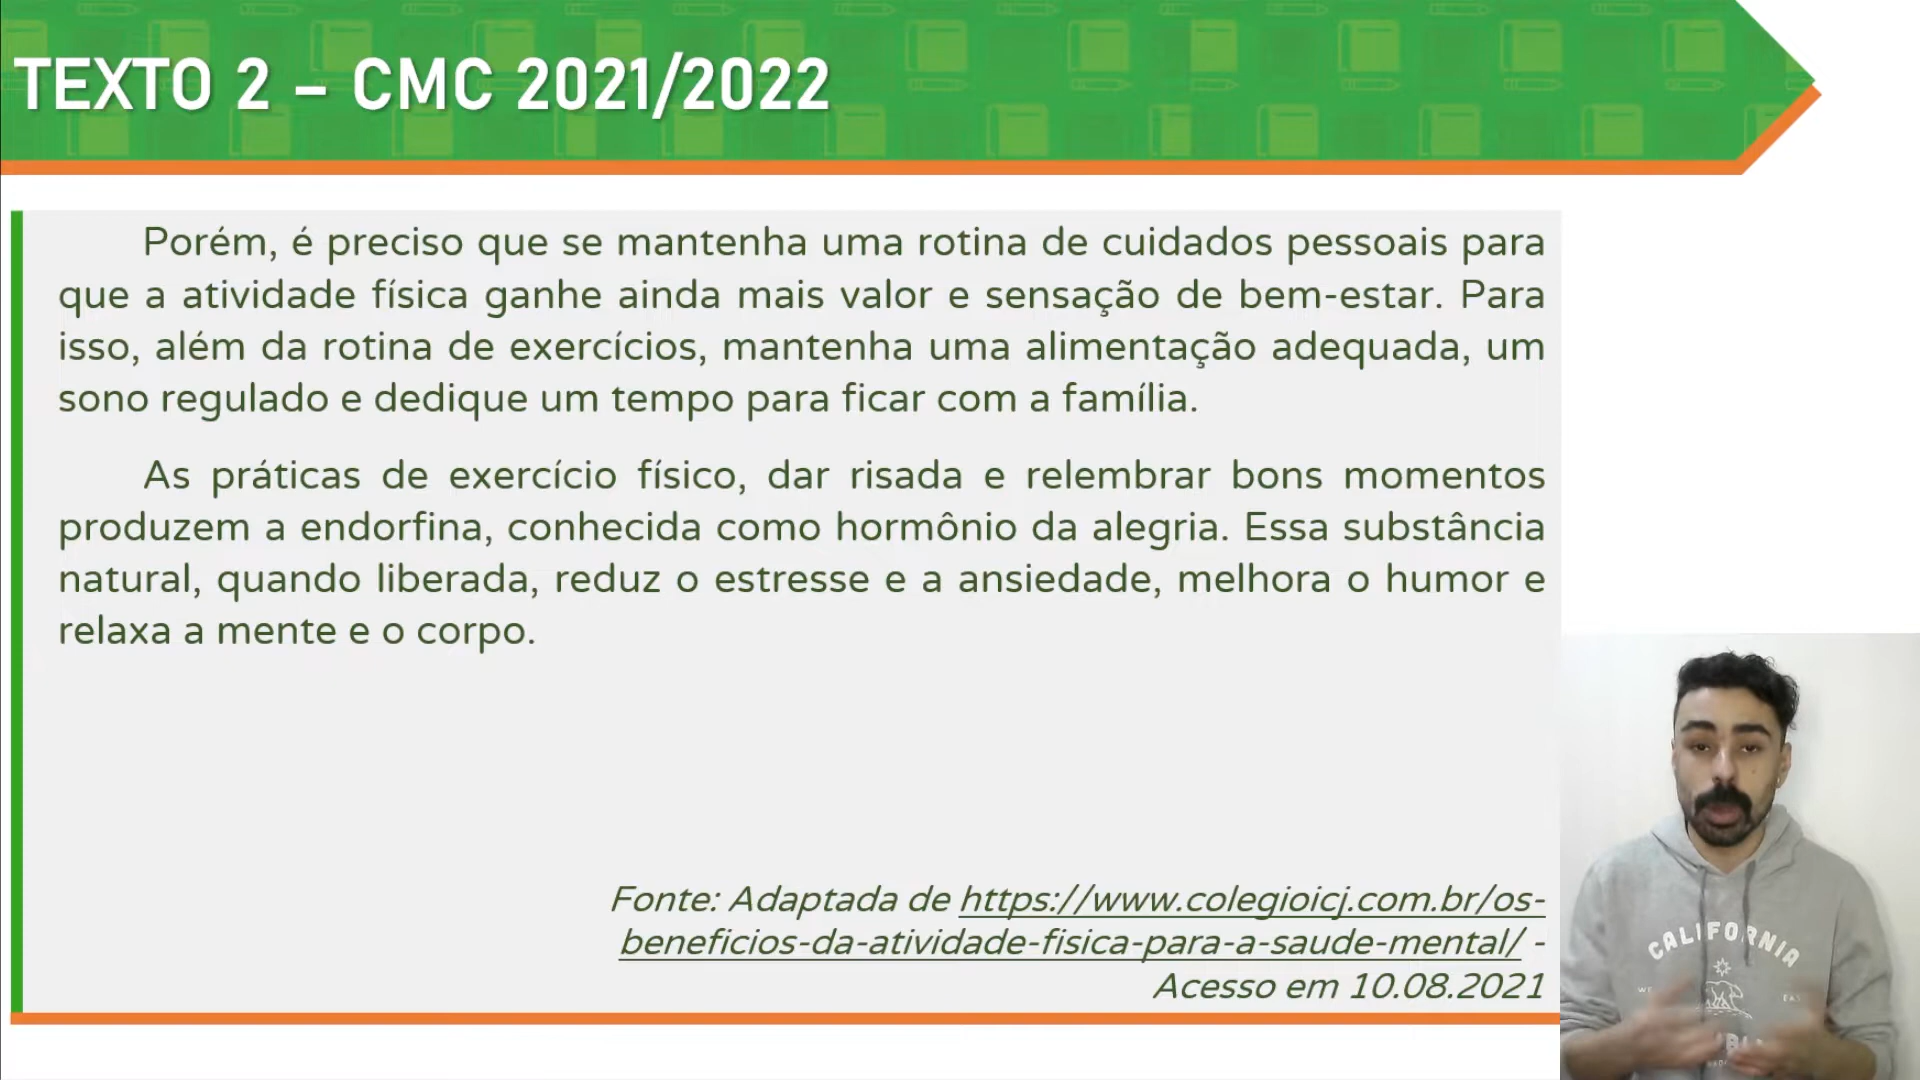 TEXTO 2 – CMC 2021/2022
Porém, é preciso que se mantenha uma rotina de cuidados pessoais para
que a atividade física ganhe ainda mais valor e sensação de bem-estar. Para
isso, além da rotina de exercícios, mantenha uma alimentação adequada, um
sono regulado e dedique um tempo para ficar com a família.
As práticas de exercício físico, dar risada e relembrar bons momentos
produzem a endorfina, conhecida como hormônio da alegria. Essa substância
natural, quando liberada, reduz o estresse e a ansiedade, melhora o humor e
relaxa a mente e o corpo.
Fonte: Adaptada de https://www.colegioicj.com.br/os-
beneficios-da-atividade-fisica-para-a-saude-mental/ -
Acesso em 10.08.2021
CALIFORNIA